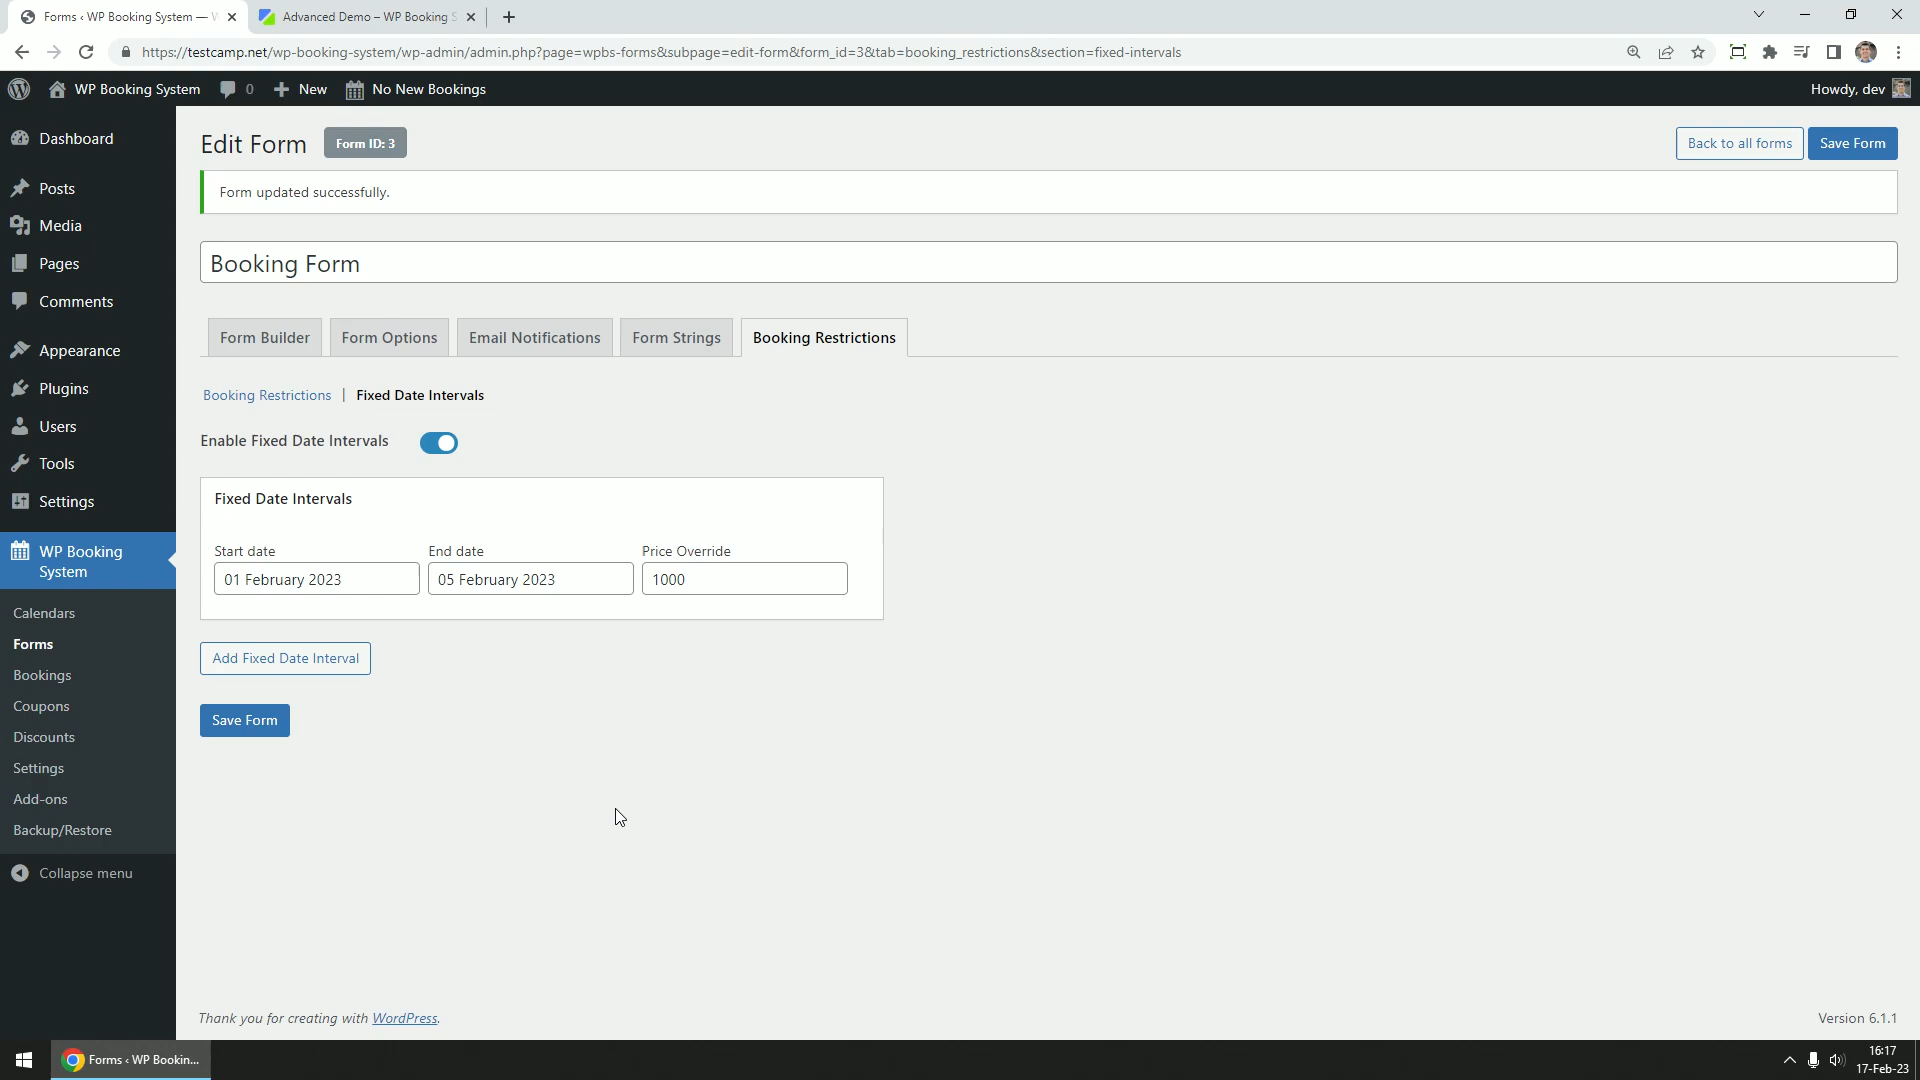 Forms ‹ WP Booking System — W
Advanced Demo – WP Booking S
https://testcamp.net/wp-booking-system/wp-admin/admin.php?page=wpbs-forms&subpage=edit-form&form_id=3&tab=booking_restrictions&section=fixed-intervals
WP Booking System
0
New
No New Bookings
Howdy, dev
Dashboard
Posts
Media
Pages
Comments
Appearance
Plugins
Users
Tools
Settings
WP Booking
System
Calendars
Forms
Bookings
Coupons
Discounts
Settings
Add-ons
Backup/Restore
Collapse menu
Edit Form
Form ID: 3
Back to all forms
Save Form
Form updated successfully.
Booking Form
Form Builder
Form Options
Email Notifications
Form Strings
Booking Restrictions
Booking Restrictions | Fixed Date Intervals
Enable Fixed Date Intervals
Fixed Date Intervals
Start date
End date
Price Override
01 February 2023
05 February 2023
1000
Add Fixed Date Interval
Save Form
Thank you for creating with WordPress.
Version 6.1.1
Forms ‹ WP Bookin...
16:17
17-Feb-23